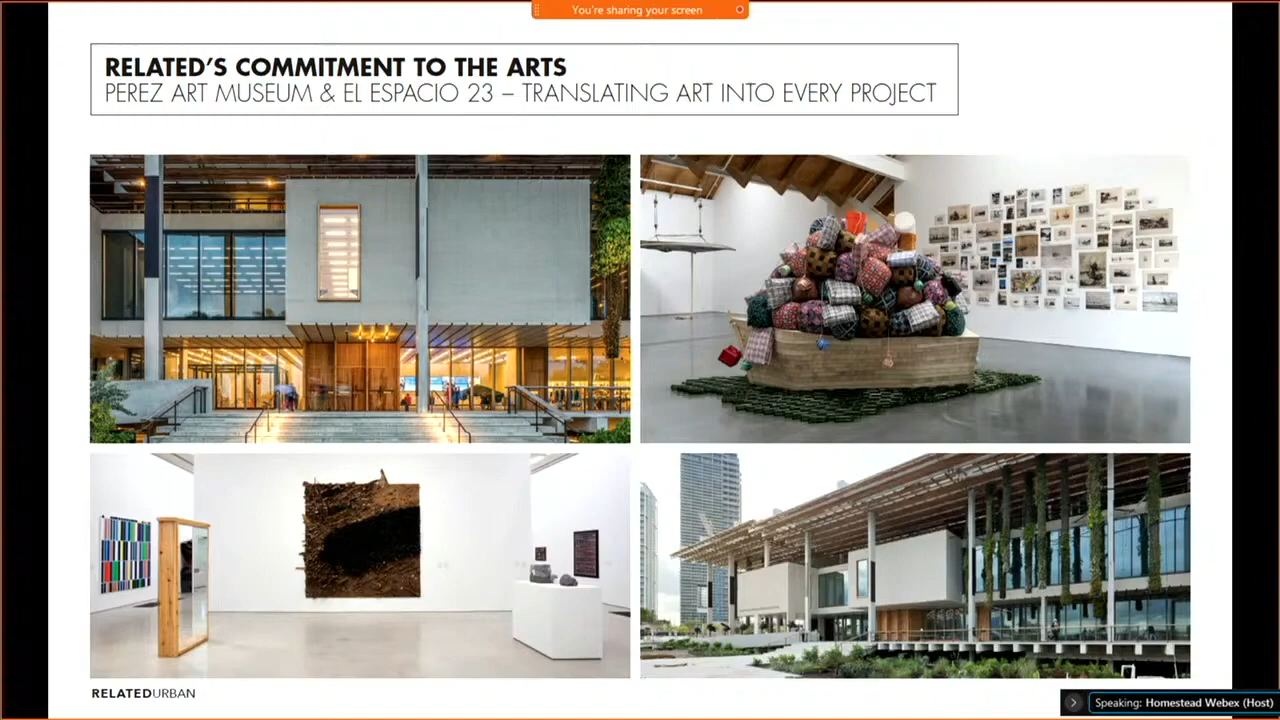 You're sharing your screen
RELATED'S COMMITMENT TO THE ARTS
PEREZ ART MUSEUM & EL ESPACIO 23 – TRANSLATING ART INTO EVERY PROJECT
RELATEDURBAN
Speaking: Homestead Webex (Host)